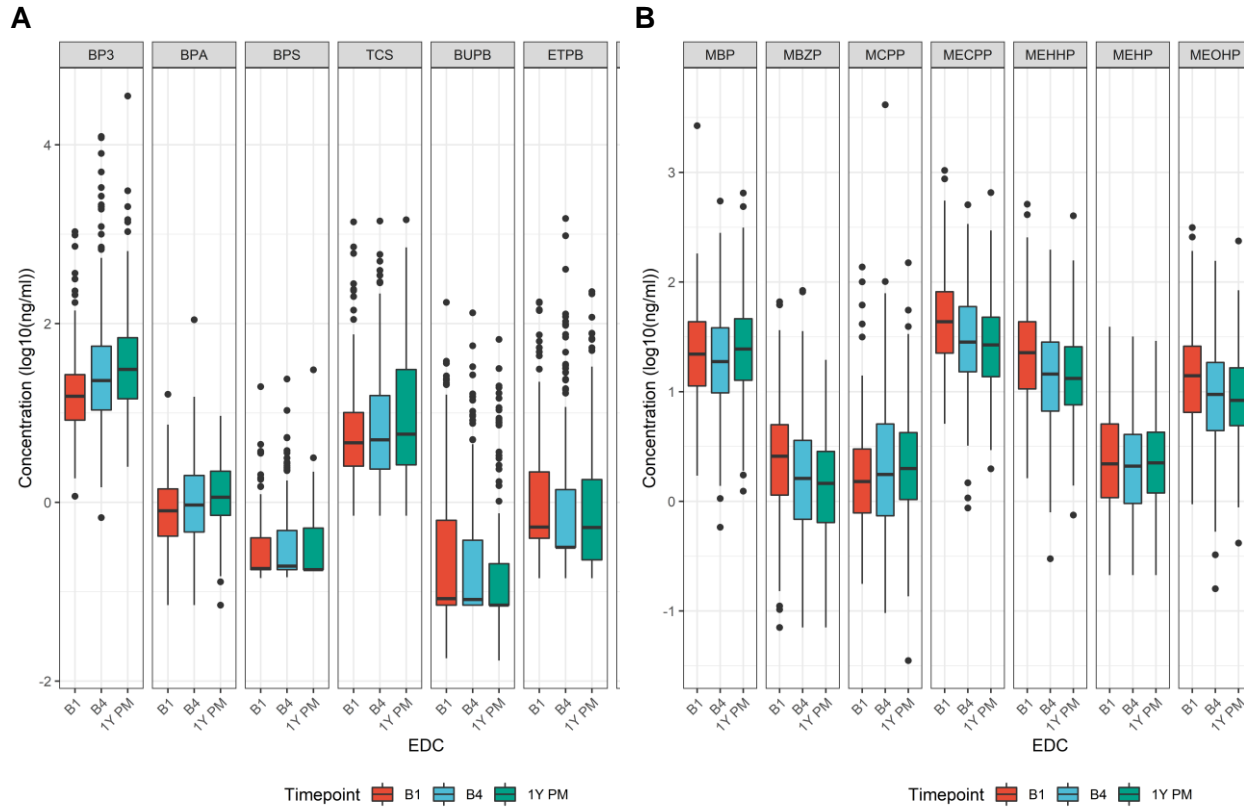 A
BP3 BPA BPS TCS BUPB ETPB
Concentration (log10(ng/ml))
4
2
0
-2
B1 B4 1Y PM B1 B4 1Y PM B1 B4 1Y PM B1 B4 1Y PM B1 B4 1Y PM B1 B4 1Y PM
EDC
Timepoint B1 B4 1Y PM
B
MBP MBZP MCPP MECPP MEHHP MEHP MEOHP
Concentration (log10(ng/ml))
3
2
1
0
-1
B1 B4 1Y PM B1 B4 1Y PM B1 B4 1Y PM B1 B4 1Y PM B1 B4 1Y PM B1 B4 1Y PM B1 B4 1Y PM
EDC
Timepoint B1 B4 1Y PM